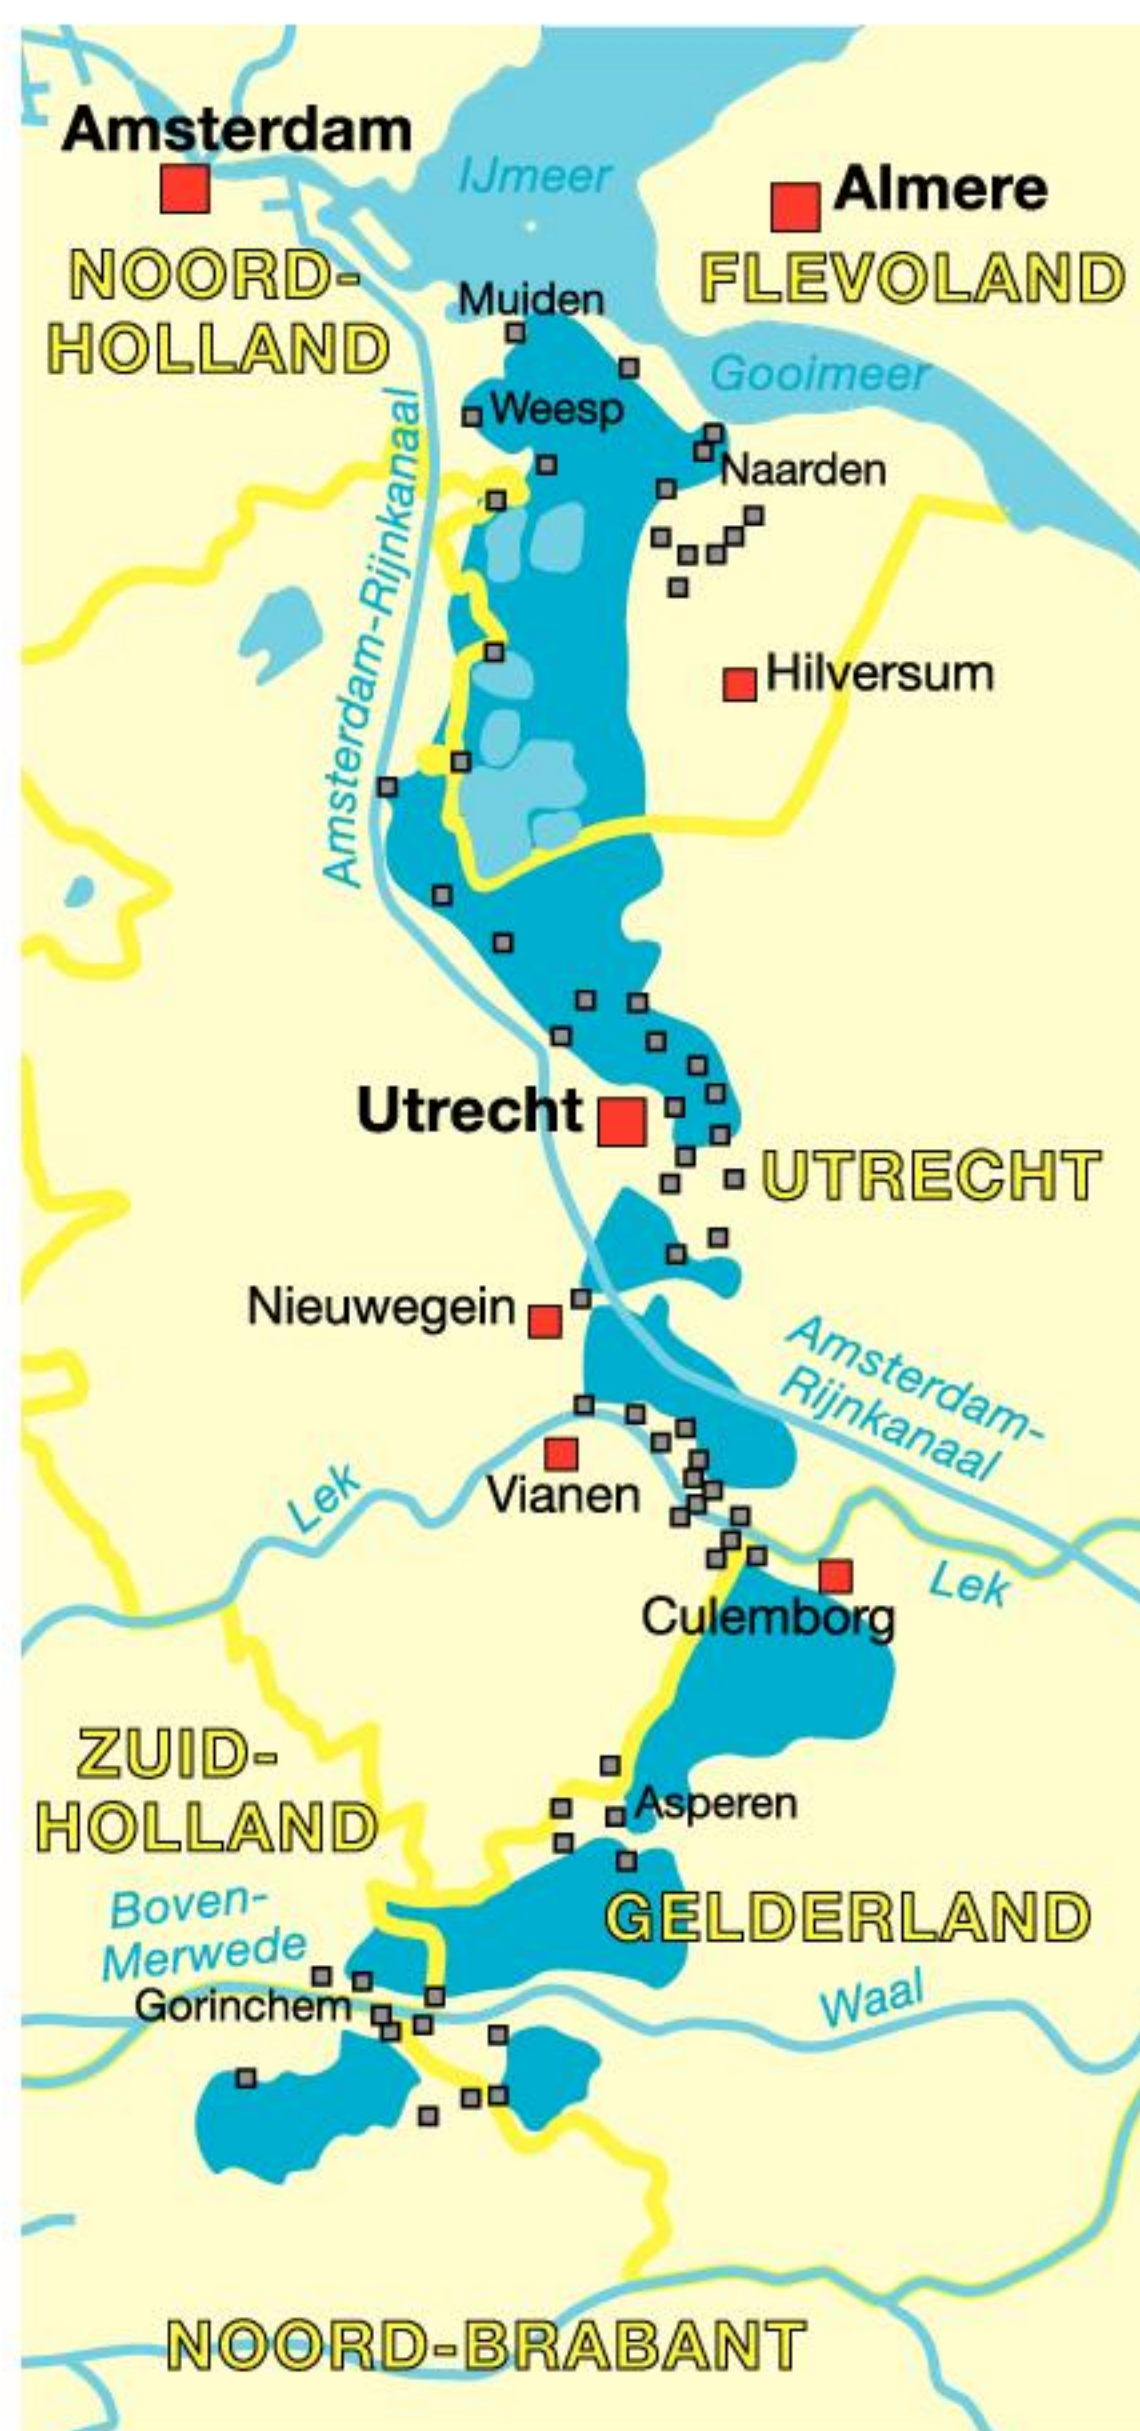 Amsterdam
IJmeer
Almere
NOORD-
HOLLAND
FLEVOLAND
Muiden
Gooimeer
Weesp
Naarden
Amsterdam-Rijnkanaal
Hilversum
Utrecht
UTRECHT
Nieuwegein
Amsterdam-
Rijnkanaal
Lek
Vianen
Lek
Culemborg
ZUID-
HOLLAND
Asperen
Boven-
Merwede
GELDERLAND
Gorinchem
Waal
NOORD-BRABANT